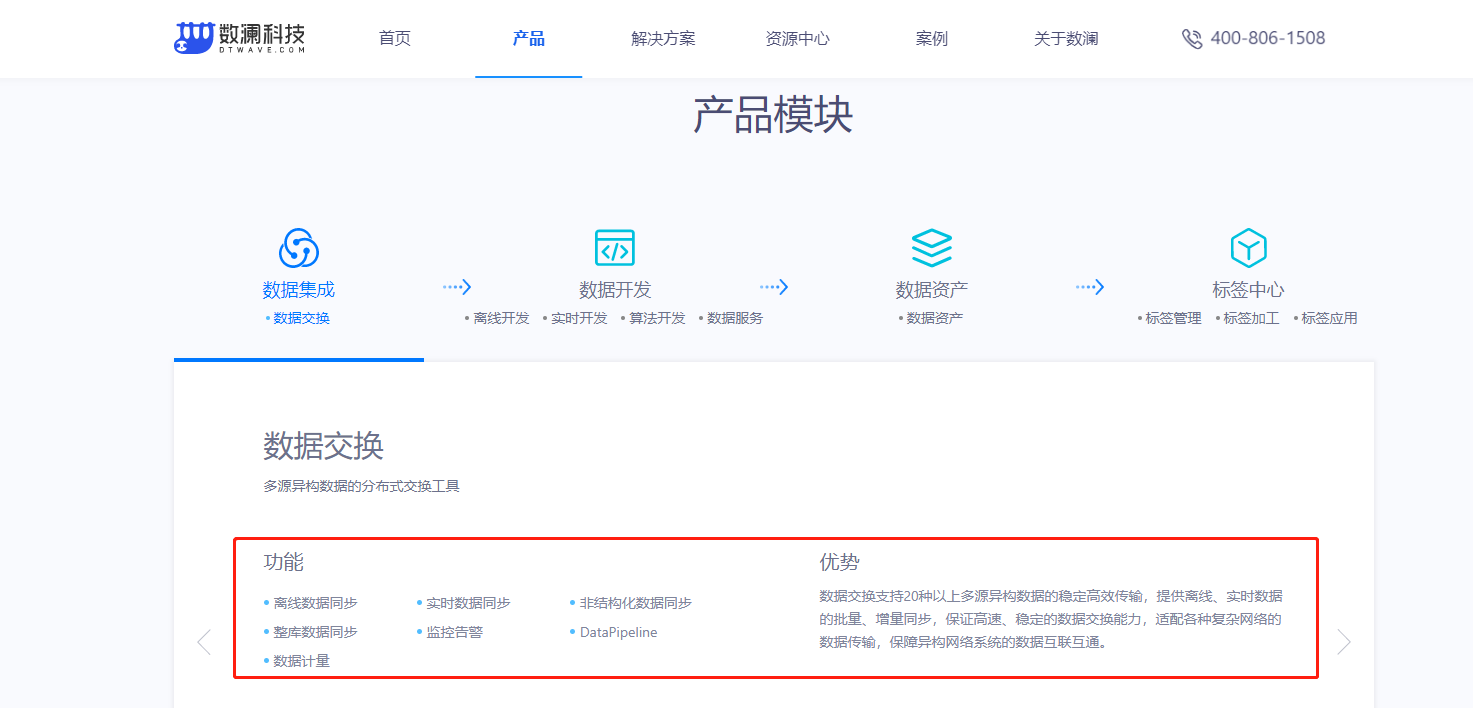 数澜科技
DTWAVE.COM
首页 产品 解决方案 资源中心 案例 关于数澜 400-806-1508
产品模块
数据集成 数据开发 数据资产 标签中心
•数据交换 •离线开发 •实时开发 •算法开发 •数据服务 •数据资产 •标签管理 •标签加工 •标签应用
数据交换
多源异构数据的分布式交换工具
功能
•离线数据同步 •实时数据同步 •非结构化数据同步
•整库数据同步 •监控告警 •DataPipeline
•数据计量
优势
数据交换支持20种以上多源异构数据的稳定高效传输，提供离线、实时数据
的批量、增量同步，保证高速、稳定的数据交换能力，适配各种复杂网络的
数据传输，保障异构网络系统的数据互联互通。